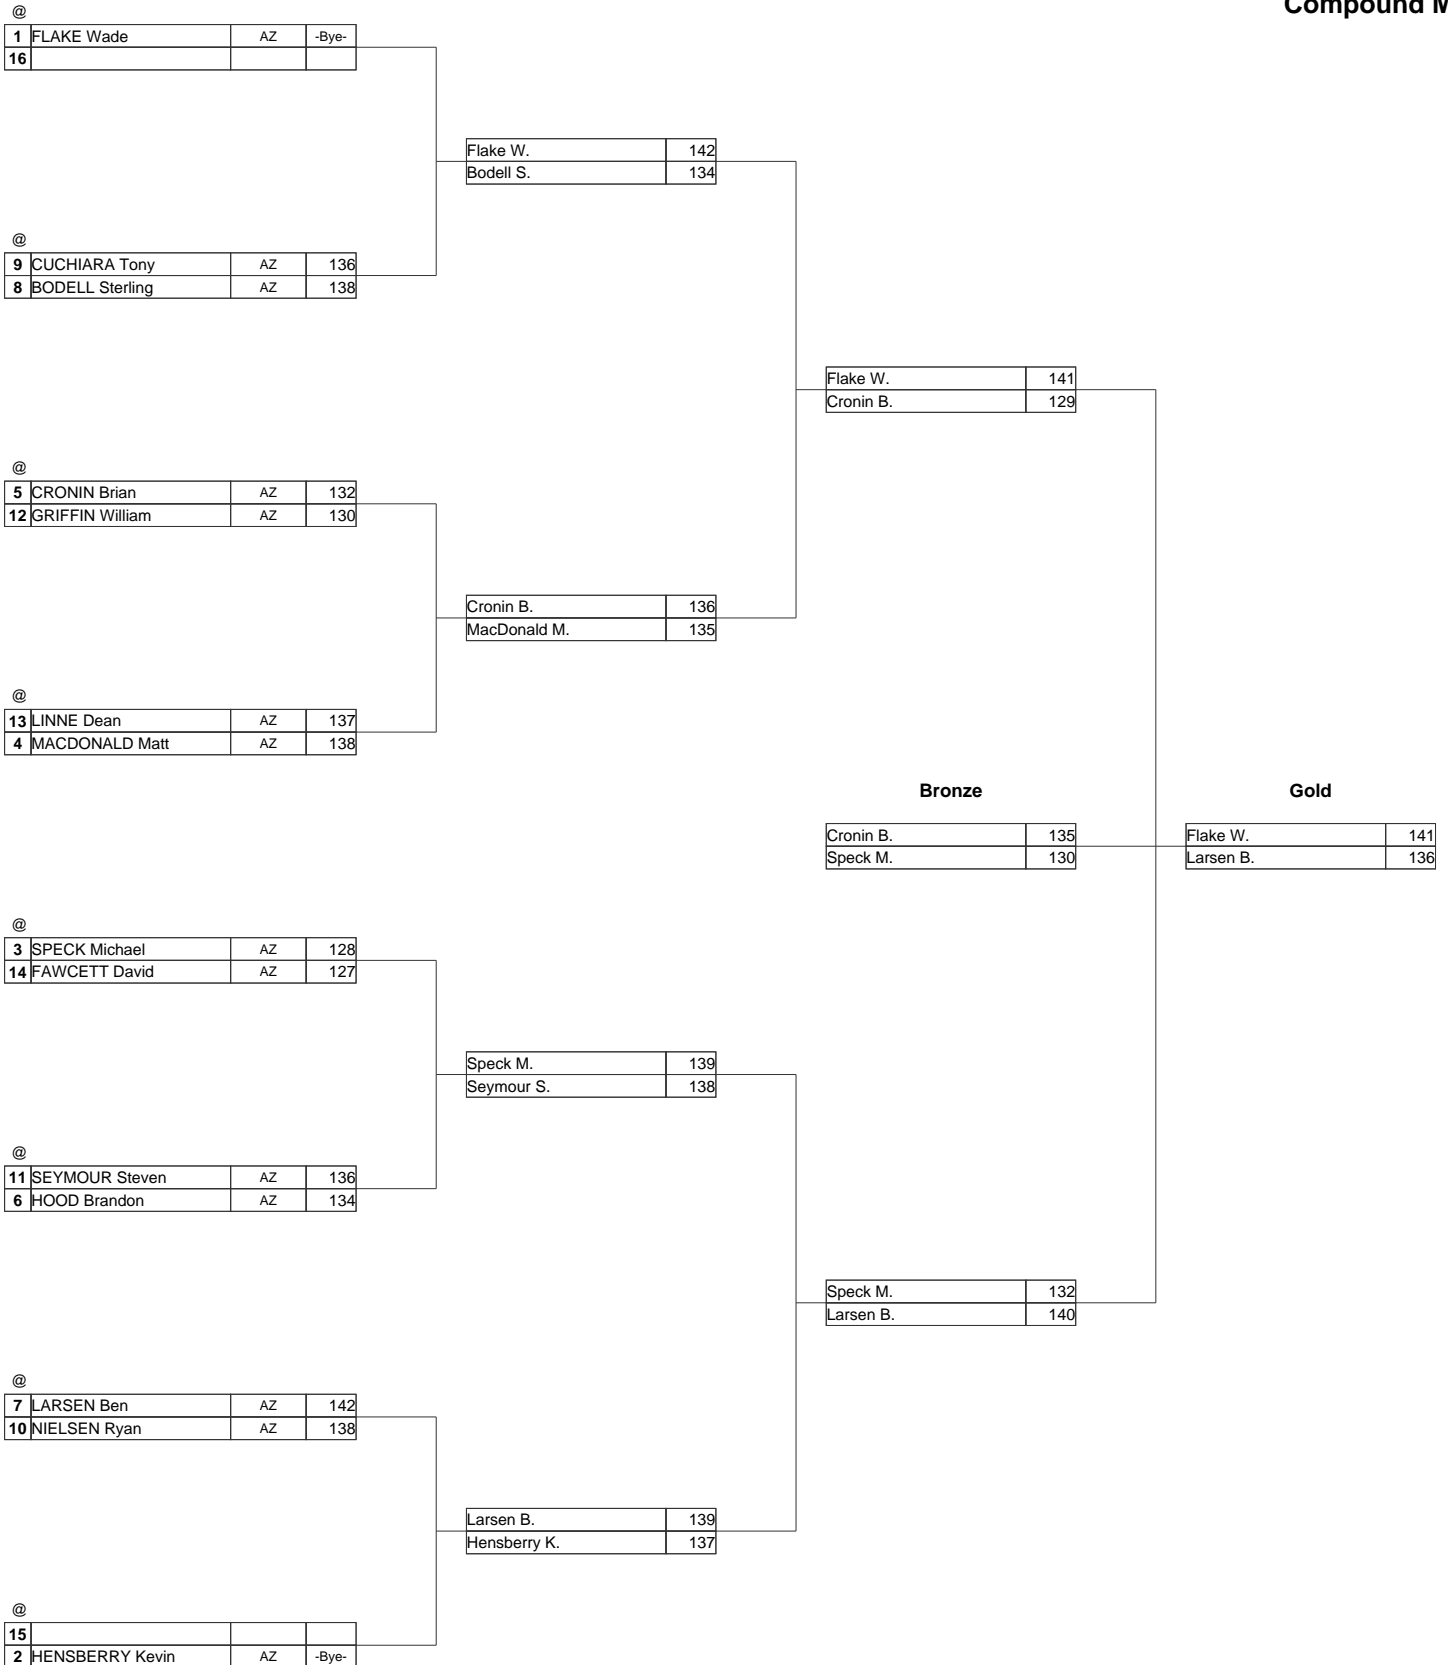 Compound M
@
1 FLAKE Wade AZ -Bye-
16
Flake W. 142
Bodell S. 134
@
9 CUCHIARA Tony AZ 136
8 BODELL Sterling AZ 138
Flake W. 141
Cronin B. 129
@
5 CRONIN Brian AZ 132
12 GRIFFIN William AZ 130
Cronin B. 136
MacDonald M. 135
@
13 LINNE Dean AZ 137
4 MACDONALD Matt AZ 138
Bronze Gold
Cronin B. 135 Flake W. 141
Speck M. 130 Larsen B. 136
@
3 SPECK Michael AZ 128
14 FAWCETT David AZ 127
Speck M. 139
Seymour S. 138
@
11 SEYMOUR Steven AZ 136
6 HOOD Brandon AZ 134
Speck M. 132
Larsen B. 140
@
7 LARSEN Ben AZ 142
10 NIELSEN Ryan AZ 138
Larsen B. 139
Hensberry K. 137
@
15
2 HENSBERRY Kevin AZ -Bye-